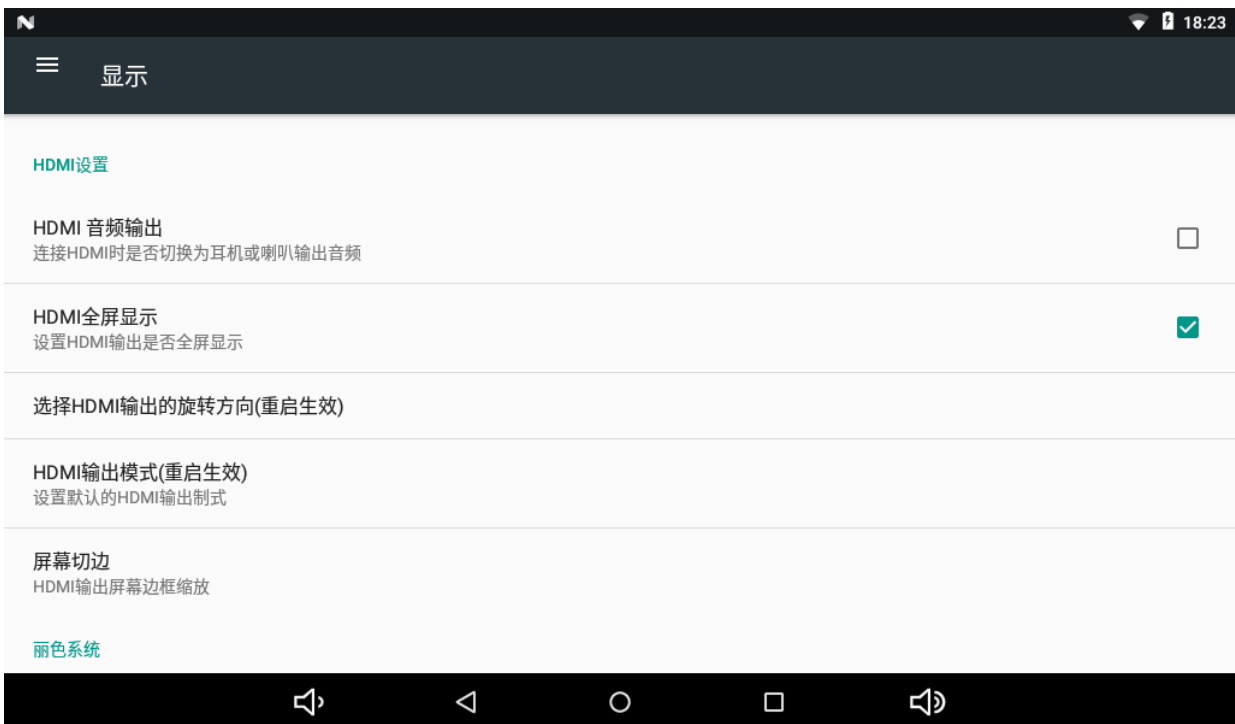 18:23
显示
HDMI设置
HDMI 音频输出
连接HDMI时是否切换为耳机或喇叭输出音频
HDMI全屏显示
设置HDMI输出是否全屏显示
选择HDMI输出的旋转方向(重启生效)
HDMI输出模式(重启生效)
设置默认的HDMI输出制式
屏幕切边
HDMI输出屏幕边框缩放
丽色系统